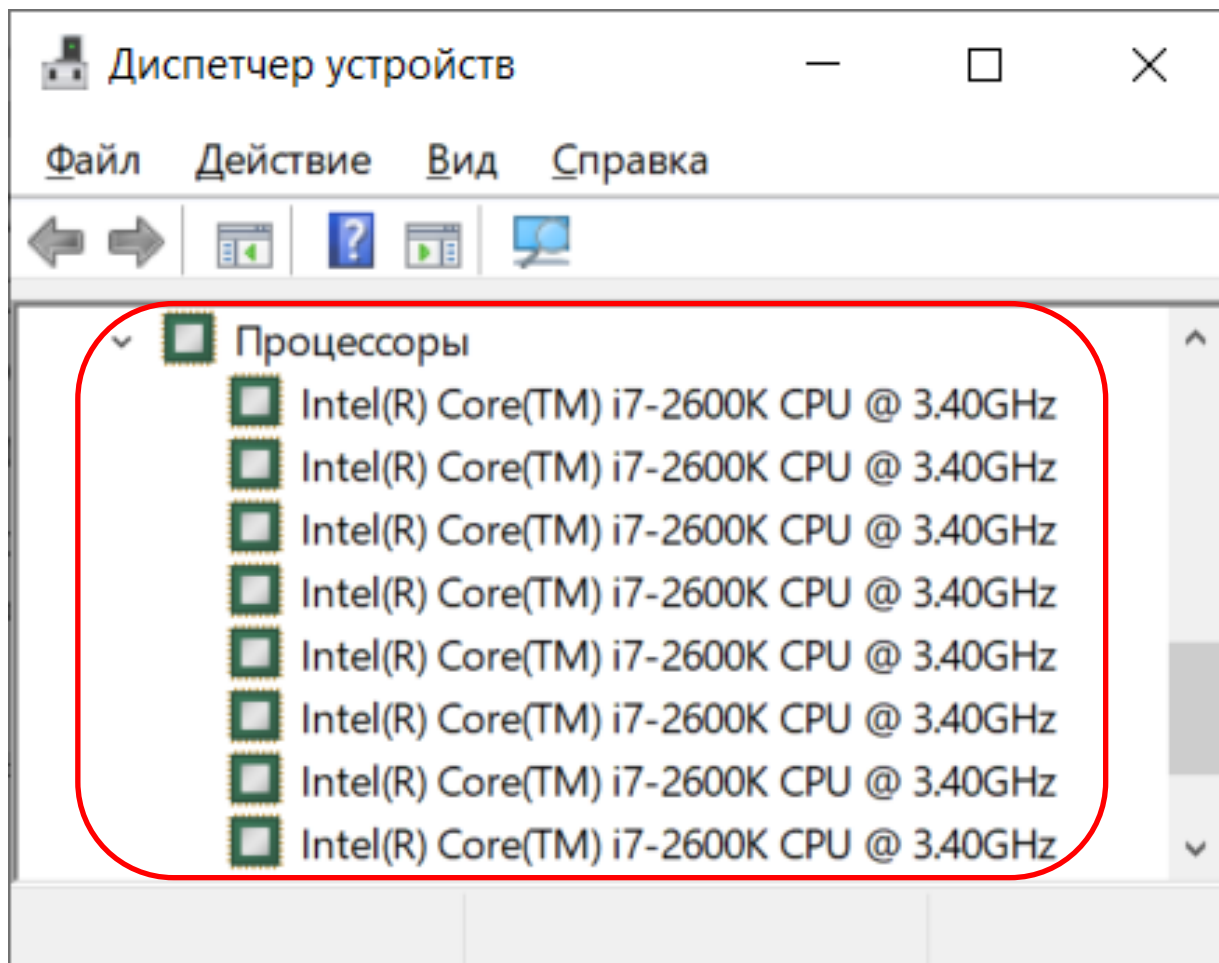 Диспетчер устройств
Файл Действие Вид Справка
Процессоры
Intel(R) Core(TM) i7-2600K CPU @ 3.40GHz
Intel(R) Core(TM) i7-2600K CPU @ 3.40GHz
Intel(R) Core(TM) i7-2600K CPU @ 3.40GHz
Intel(R) Core(TM) i7-2600K CPU @ 3.40GHz
Intel(R) Core(TM) i7-2600K CPU @ 3.40GHz
Intel(R) Core(TM) i7-2600K CPU @ 3.40GHz
Intel(R) Core(TM) i7-2600K CPU @ 3.40GHz
Intel(R) Core(TM) i7-2600K CPU @ 3.40GHz